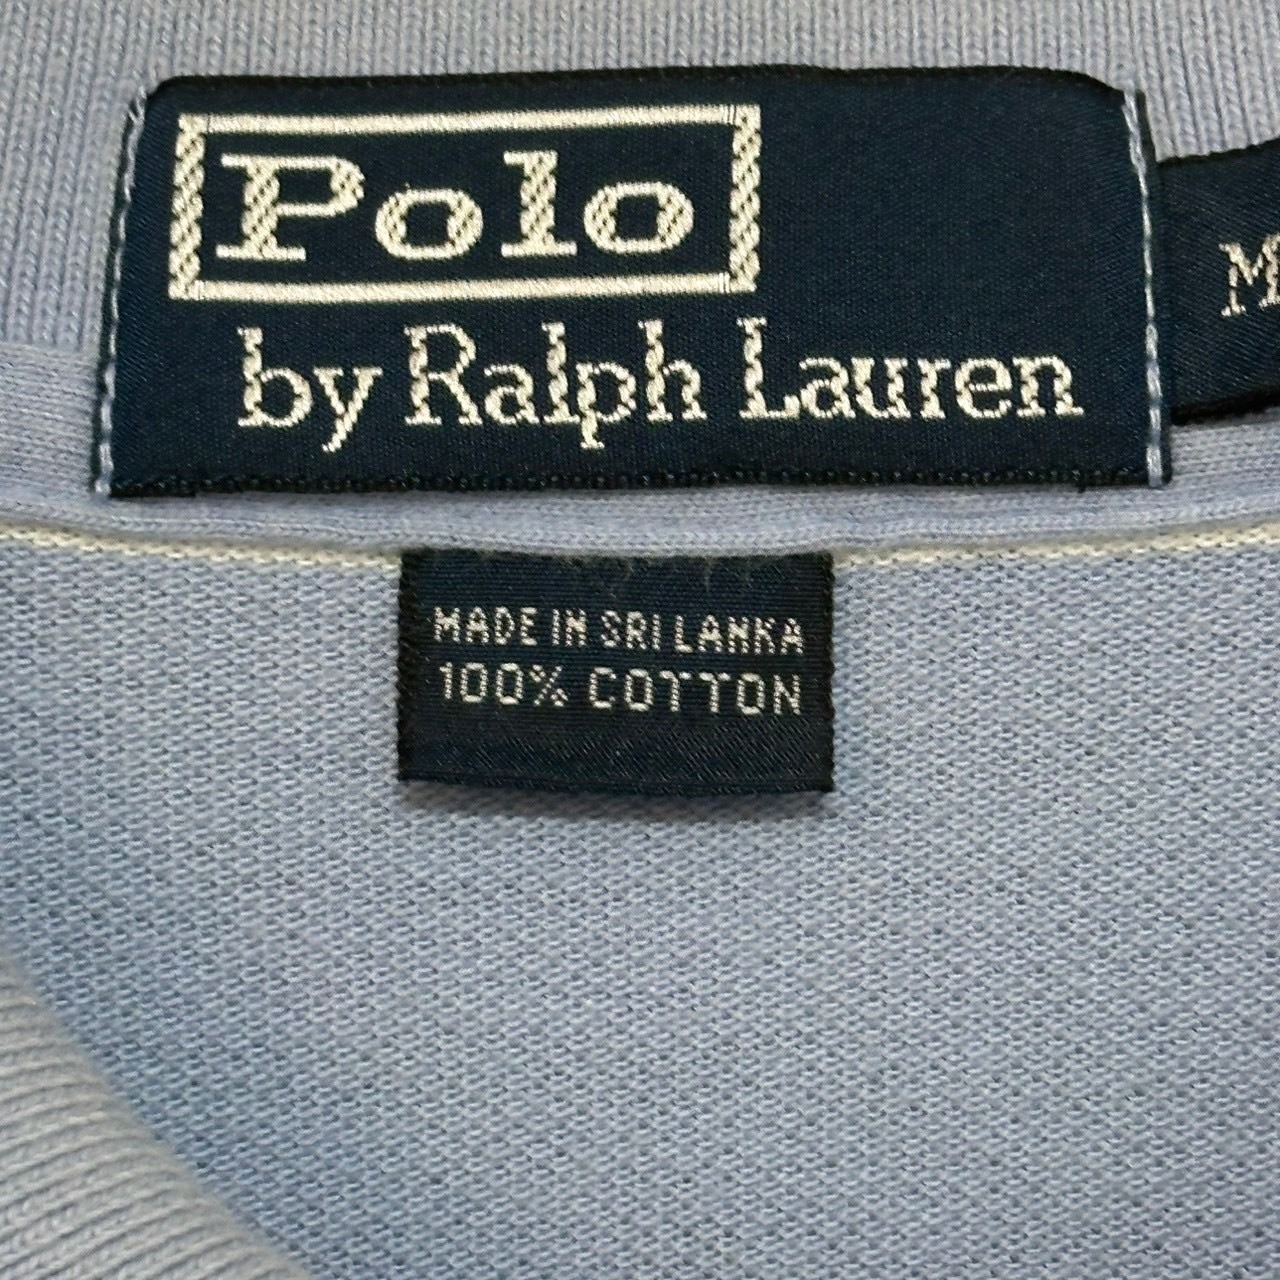 Polo
by Ralph Lauren
M
MADE IN SRI LANKA
100% COTTON